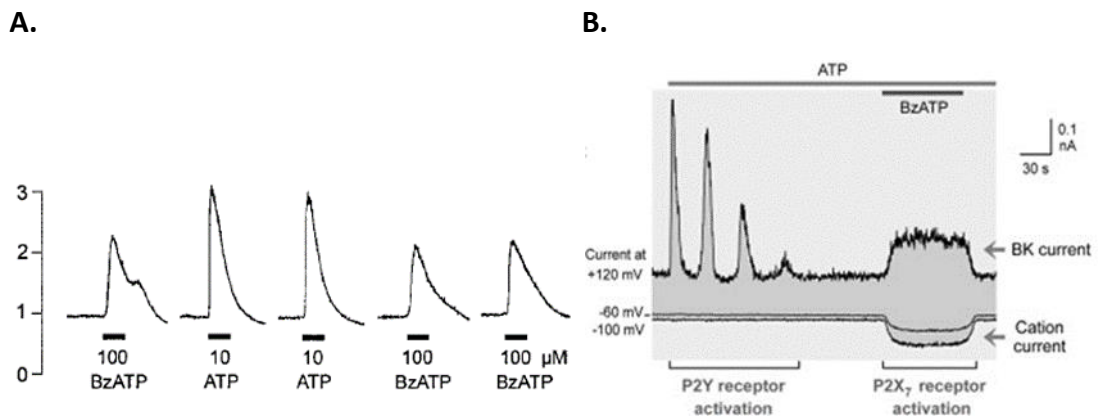 A.
3
2
1
0
100 10 10 100 100 µM
BzATP ATP ATP BzATP BzATP
B.
ATP
BzATP
0.1
nA
30 s
BK current
Current at
+120 mV
-60 mV
-100 mV
Cation
current
P2Y receptor
activation
P2X7 receptor
activation